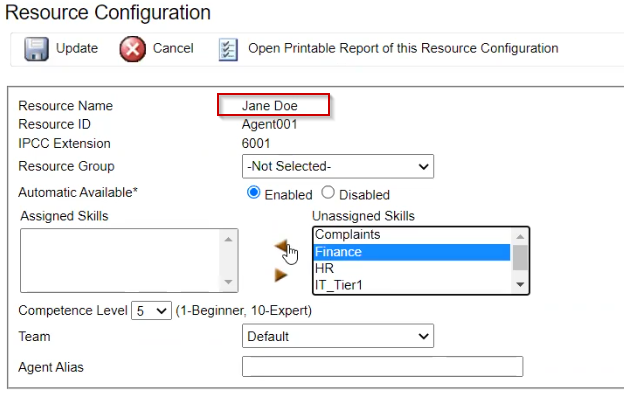 Resource Configuration
Update Cancel Open Printable Report of this Resource Configuration
Resource Name Jane Doe
Resource ID Agent001
IPCC Extension 6001
Resource Group -Not Selected-
Automatic Available* Enabled Disabled
Assigned Skills Unassigned Skills
Complaints
Finance
HR
IT_Tier1
Competence Level 5 (1-Beginner, 10-Expert)
Team Default
Agent Alias